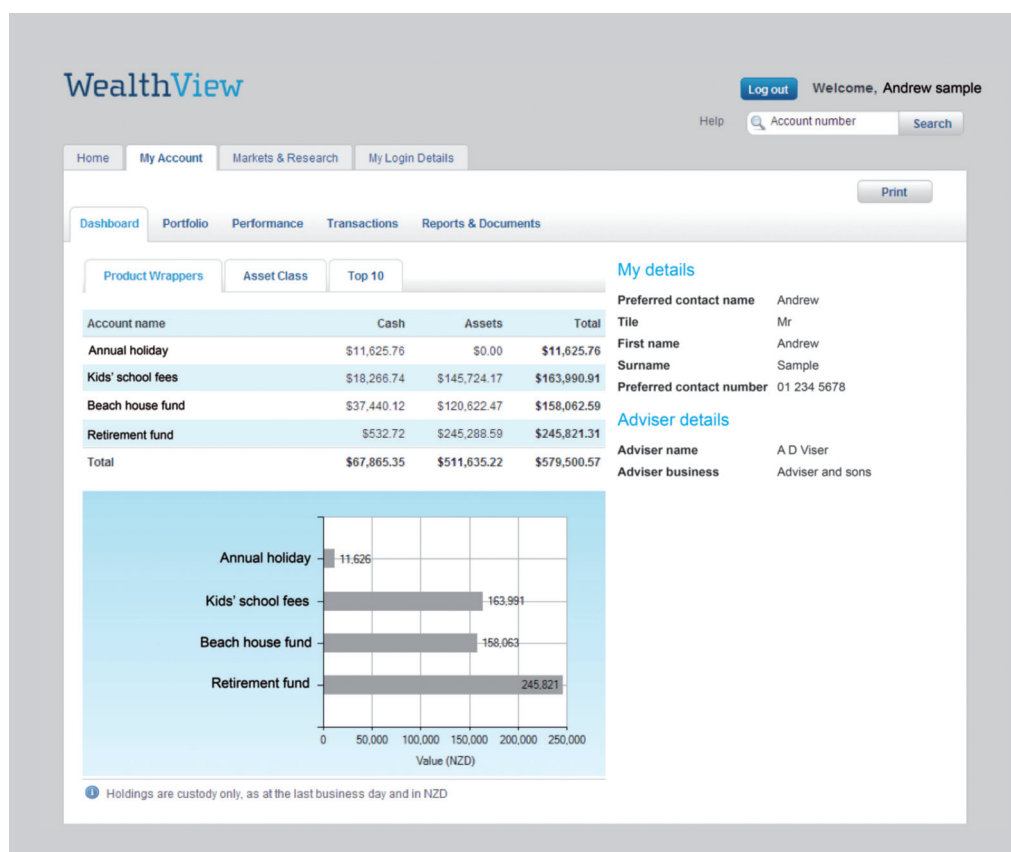 WealthView
Log out Welcome, Andrew sample
Help Account number Search
Home My Account Markets & Research My Login Details
Print
Dashboard Portfolio Performance Transactions Reports & Documents
Product Wrappers Asset Class Top 10
Account name Cash Assets Total
Annual holiday $11,625.76 $0.00 $11,625.76
Kids' school fees $18,266.74 $145,724.17 $163,990.91
Beach house fund $37,440.12 $120,622.47 $158,062.59
Retirement fund $532.72 $245,288.59 $245,821.31
Total $67,865.35 $511,635.22 $579,500.57
My details
Preferred contact name Andrew
Tile Mr
First name Andrew
Surname Sample
Preferred contact number 01 234 5678
Adviser details
Adviser name A D Viser
Adviser business Adviser and sons
Annual holiday 11,626
Kids' school fees 163,991
Beach house fund 158,063
Retirement fund 245,821
0 50,000 100,000 150,000 200,000 250,000
Value (NZD)
Holdings are custody only, as at the last business day and in NZD